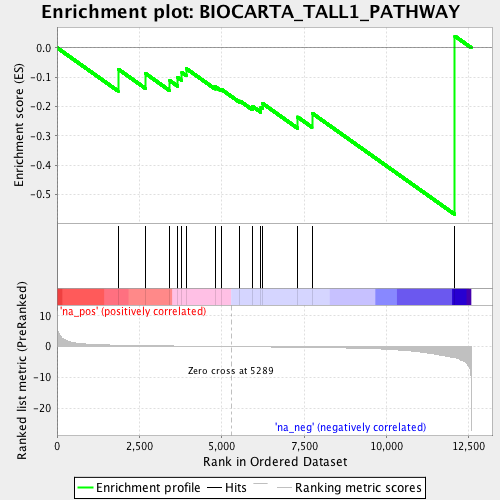 Enrichment plot: BIOCARTA_TALL1_PATHWAY
Enrichment score (ES)
0.0
-0.1
-0.2
-0.3
-0.4
-0.5
'na_pos' (positively correlated)
Ranked list metric (PreRanked)
10
5
0
-10
-20
Zero cross at 5289
'na_neg' (negatively correlated)
0
2,500
5,000
7,500
10,000
12,500
Rank in Ordered Dataset
Enrichment profile
Hits
Ranking metric scores